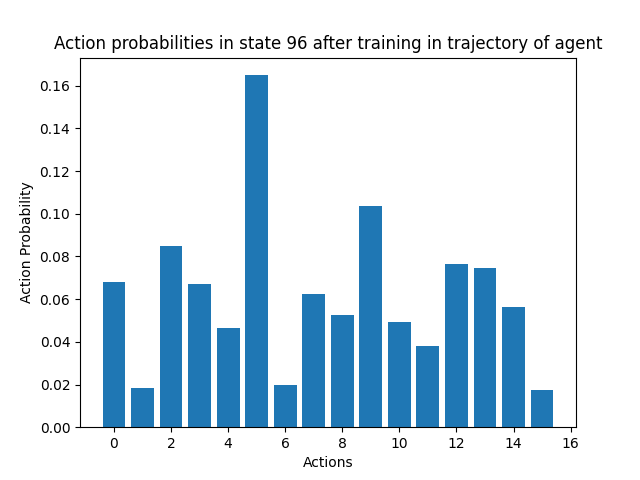 Action probabilities in state 96 after training in trajectory of agent
Action Probability
0.16
0.14
0.12
0.10
0.08
0.06
0.04
0.02
0.00
0 2 4 6 8 10 12 14 16
Actions